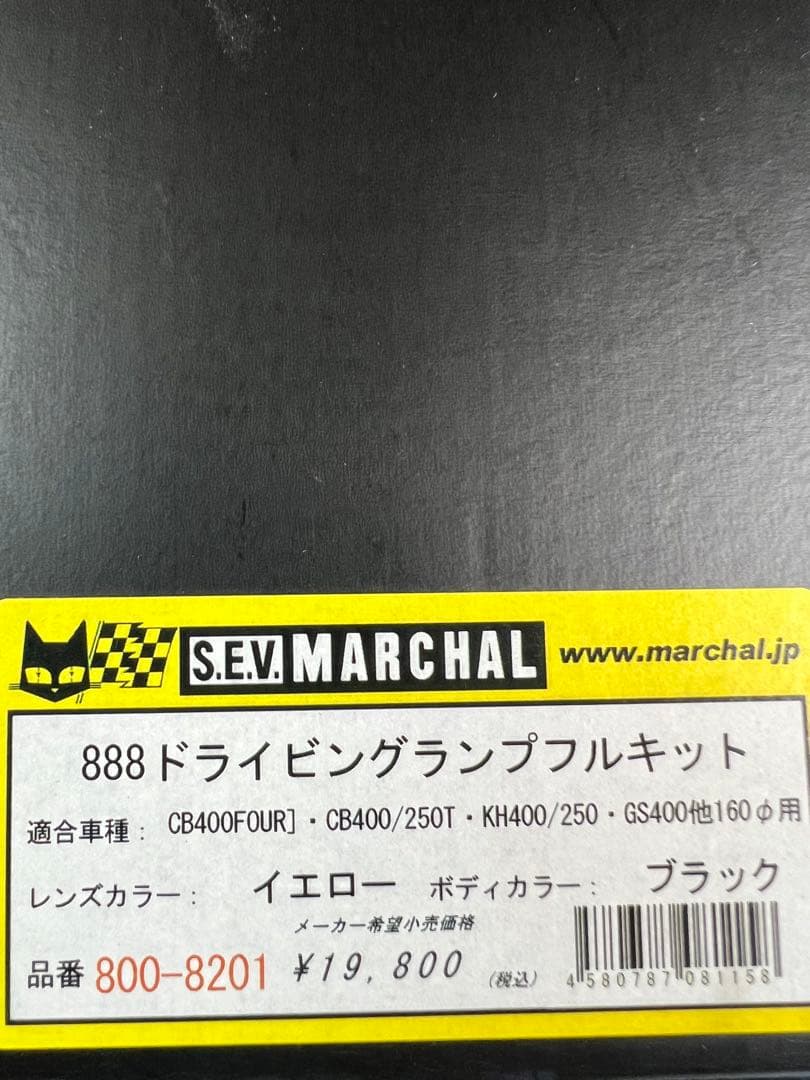 S.E.V. MARCHAL www.marchal.jp
888ドライビングランプフルキット
適合車種: CB400FOUR]・CB400/250T・KH400/250・GS400他160φ用
レンズカラー: イエロー ボディカラー: ブラック
メーカー希望小売価格
品番 800-8201 ¥19,800 (税込)
4 580787 081158